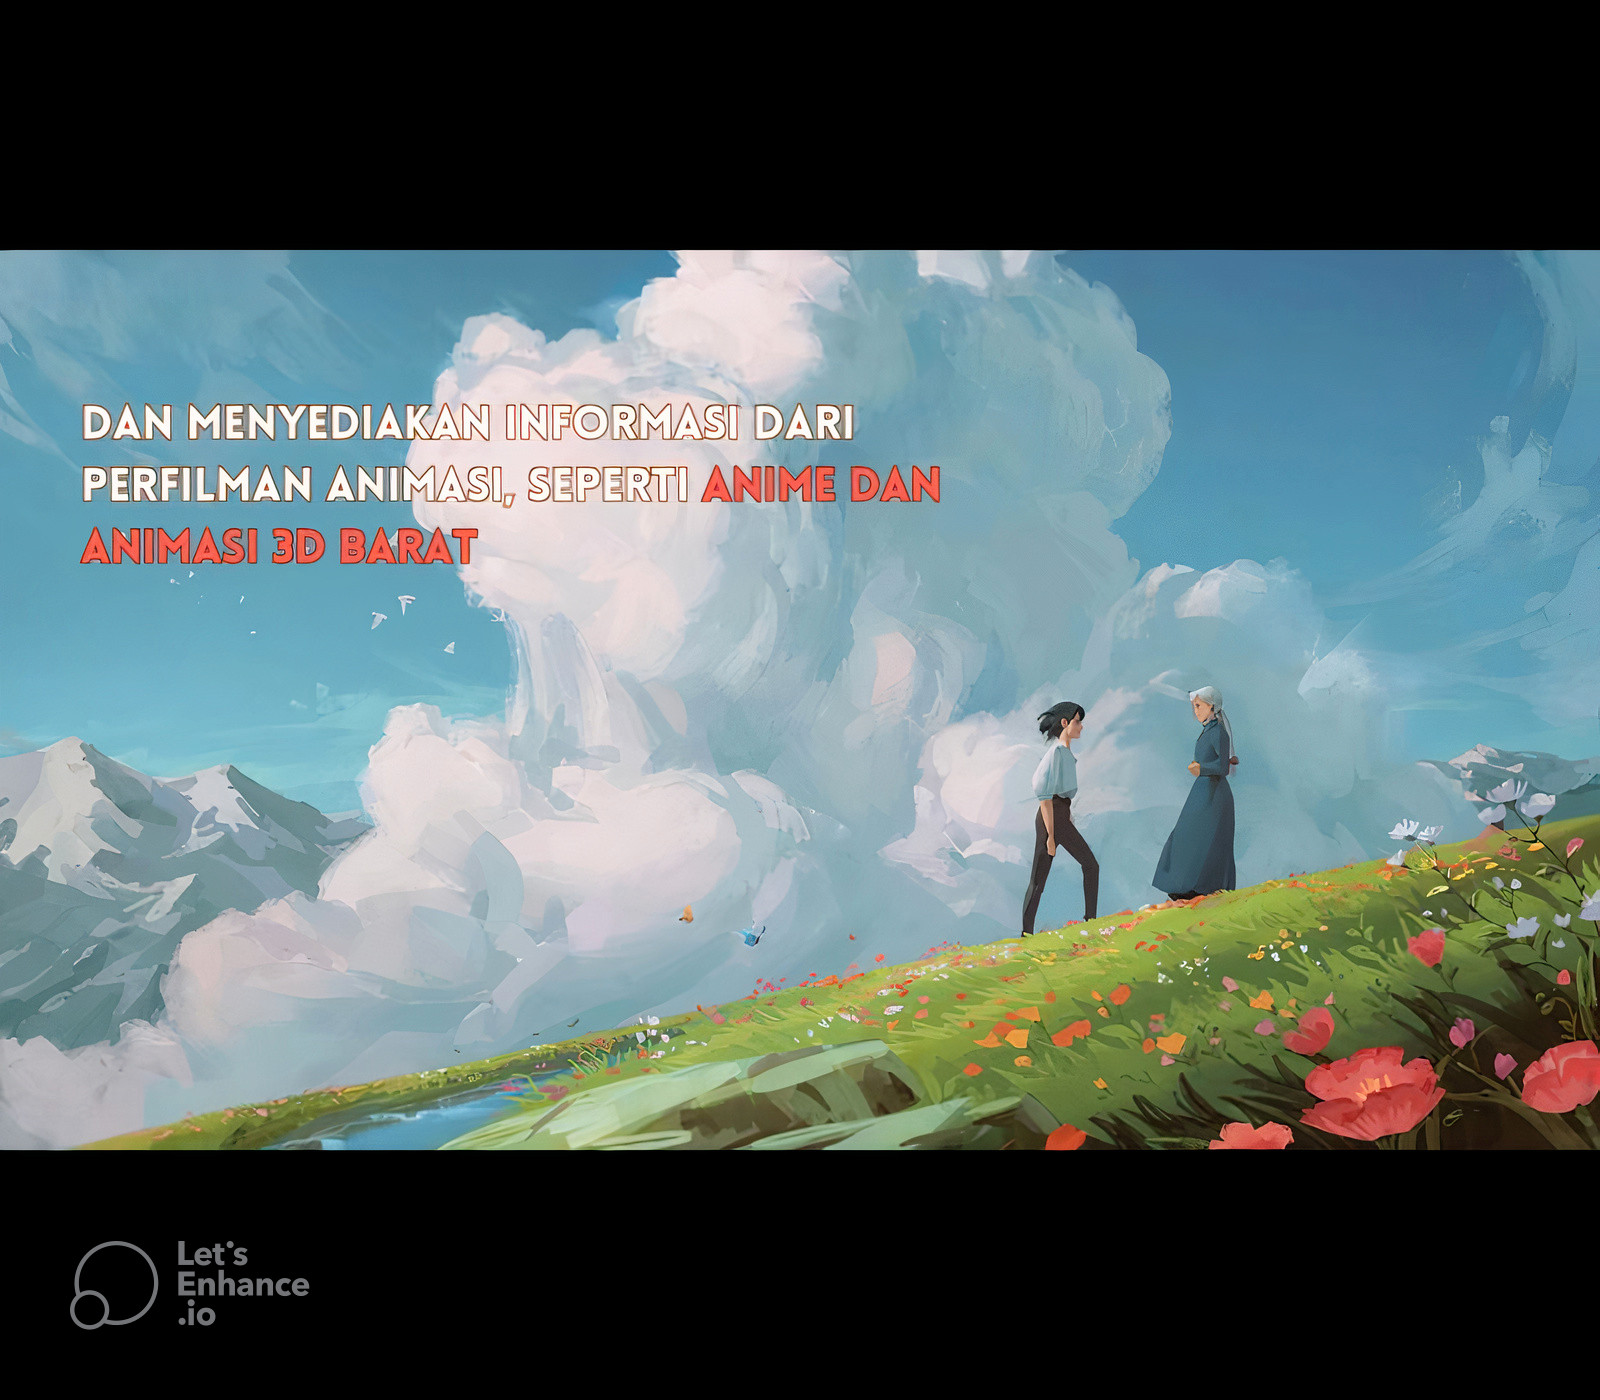 DAN MENYEDIAKAN INFORMASI DARI
PERFILMAN ANIMASI, SEPERTI ANIME DAN
ANIMASI 3D BARAT
Let's
Enhance
.io